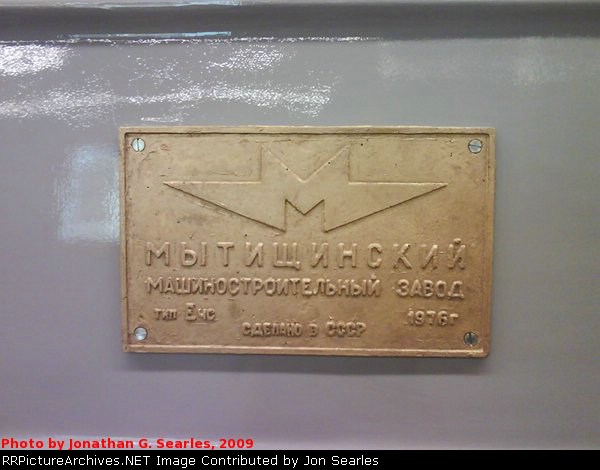 МЫТИЩИНСКИЙ
МАШИНОСТРОИТЕЛЬНЫЙ ЗАВОД
ТИП Ечс 1976г
СДЕЛАНО В СССР
Photo by Jonathan G. Searles, 2009
RailPictureArchives.NET Image Contributed by Jon Searles